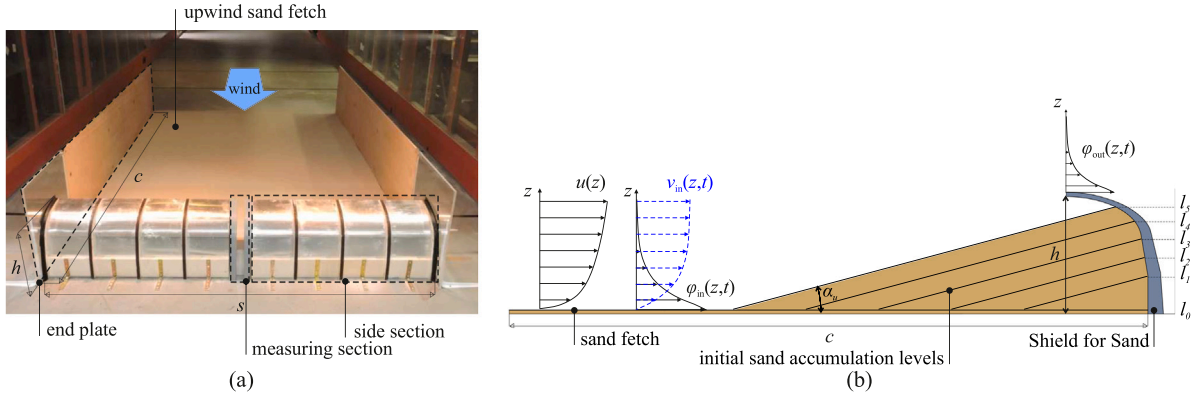 upwind sand fetch
wind
c
h
s
end plate
side section
measuring section
(a)
z
u(z)
z
v_in(z,t)
φ_in(z,t)
z
φ_out(z,t)
α_u
h
l_5
l_4
l_3
l_2
l_1
l_0
c
sand fetch
initial sand accumulation levels
Shield for Sand
(b)